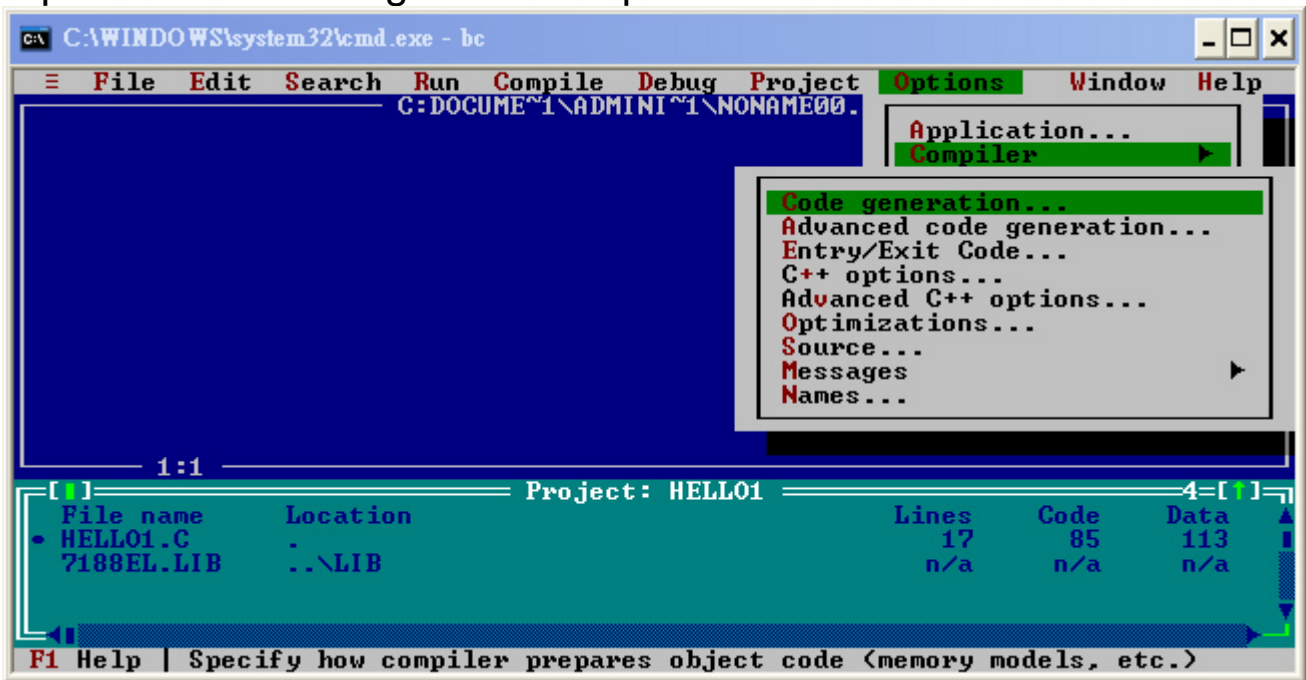 C:\WINDOWS\system32\cmd.exe - bc
≡ File Edit Search Run Compile Debug Project Options Window Help
C:DOCUME~1\ADMINI~1\NONAME00.
Application...
Compiler
Code generation...
Advanced code generation...
Entry/Exit Code...
C++ options...
Advanced C++ options...
Optimizations...
Source...
Messages
Names...
1:1
Project: HELLO1 4=[↑]
File name Location Lines Code Data
• HELLO1.C . 17 85 113
7188EL.LIB ..\LIB n/a n/a n/a
F1 Help | Specify how compiler prepares object code (memory models, etc.)